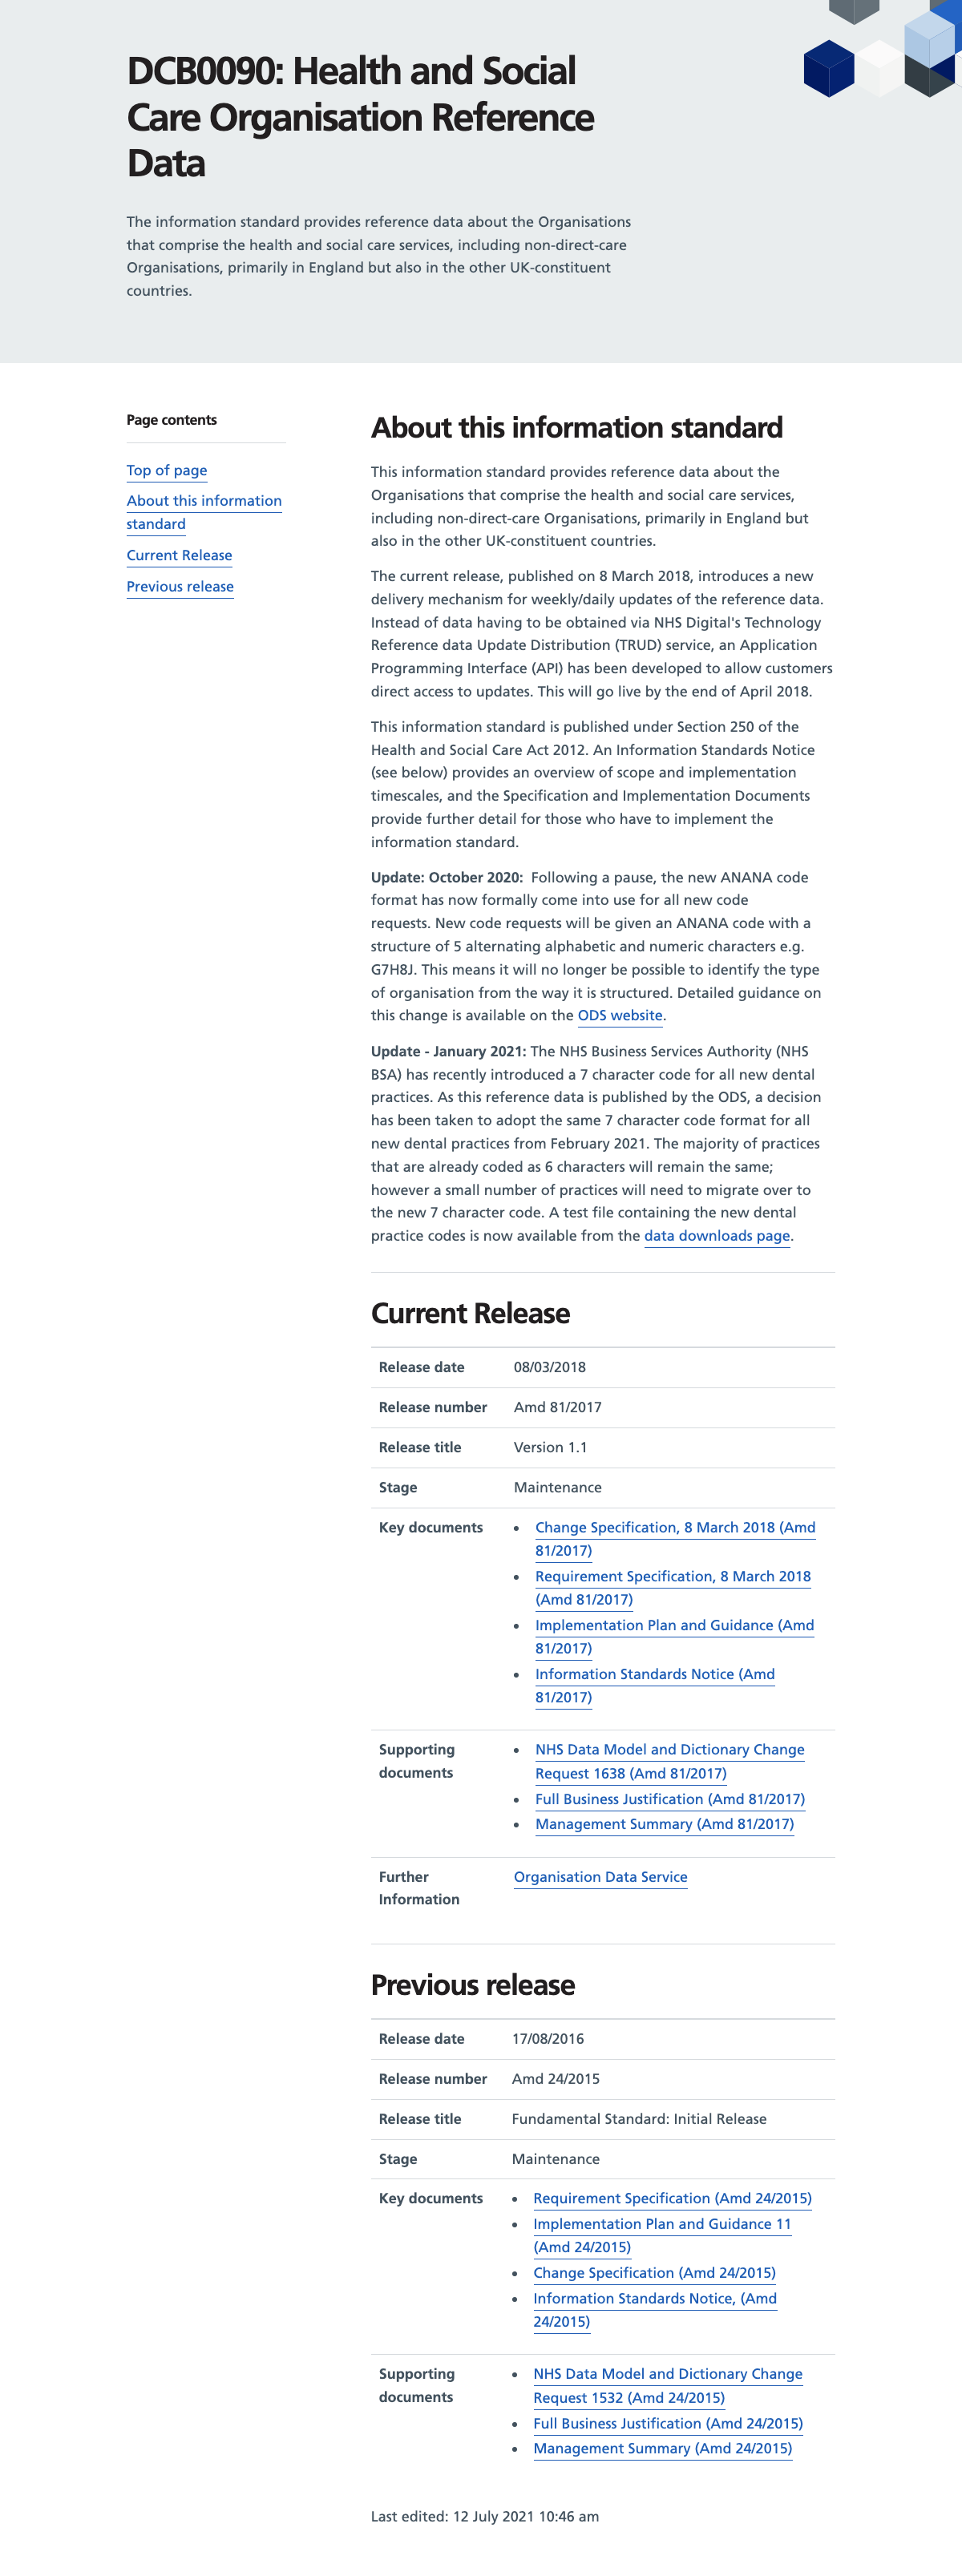 DCB0090: Health and Social
Care Organisation Reference
Data
The information standard provides reference data about the Organisations
that comprise the health and social care services, including non-direct-care
Organisations, primarily in England but also in the other UK-constituent
countries.
Page contents
Top of page
About this information
standard
Current Release
Previous release
About this information standard
This information standard provides reference data about the
Organisations that comprise the health and social care services,
including non-direct-care Organisations, primarily in England but
also in the other UK-constituent countries.
The current release, published on 8 March 2018, introduces a new
delivery mechanism for weekly/daily updates of the reference data.
Instead of data having to be obtained via NHS Digital's Technology
Reference data Update Distribution (TRUD) service, an Application
Programming Interface (API) has been developed to allow customers
direct access to updates. This will go live by the end of April 2018.
This information standard is published under Section 250 of the
Health and Social Care Act 2012. An Information Standards Notice
(see below) provides an overview of scope and implementation
timescales, and the Specification and Implementation Documents
provide further detail for those who have to implement the
information standard.
Update: October 2020:  Following a pause, the new ANANA code
format has now formally come into use for all new code
requests. New code requests will be given an ANANA code with a
structure of 5 alternating alphabetic and numeric characters e.g.
G7H8J. This means it will no longer be possible to identify the type
of organisation from the way it is structured. Detailed guidance on
this change is available on the ODS website.
Update - January 2021: The NHS Business Services Authority (NHS
BSA) has recently introduced a 7 character code for all new dental
practices. As this reference data is published by the ODS, a decision
has been taken to adopt the same 7 character code format for all
new dental practices from February 2021. The majority of practices
that are already coded as 6 characters will remain the same;
however a small number of practices will need to migrate over to
the new 7 character code. A test file containing the new dental
practice codes is now available from the data downloads page.
Current Release
Release date 08/03/2018
Release number Amd 81/2017
Release title Version 1.1
Stage Maintenance
Key documents • Change Specification, 8 March 2018 (Amd
81/2017)
• Requirement Specification, 8 March 2018
(Amd 81/2017)
• Implementation Plan and Guidance (Amd
81/2017)
• Information Standards Notice (Amd
81/2017)
Supporting • NHS Data Model and Dictionary Change
documents Request 1638 (Amd 81/2017)
• Full Business Justification (Amd 81/2017)
• Management Summary (Amd 81/2017)
Further Organisation Data Service
Information
Previous release
Release date 17/08/2016
Release number Amd 24/2015
Release title Fundamental Standard: Initial Release
Stage Maintenance
Key documents • Requirement Specification (Amd 24/2015)
• Implementation Plan and Guidance 11
(Amd 24/2015)
• Change Specification (Amd 24/2015)
• Information Standards Notice, (Amd
24/2015)
Supporting • NHS Data Model and Dictionary Change
documents Request 1532 (Amd 24/2015)
• Full Business Justification (Amd 24/2015)
• Management Summary (Amd 24/2015)
Last edited: 12 July 2021 10:46 am